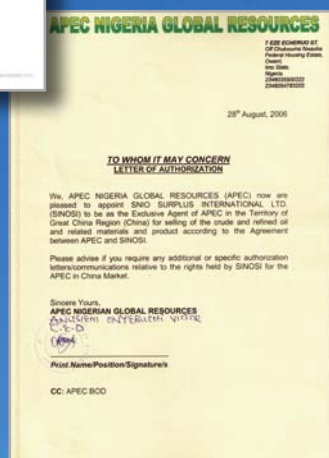 APEC NIGERIA GLOBAL RESOURCES
7 EZE ECHERUO ST.
Off Chukwuma Nwaoha
Federal Housing Estate,
Owerri,
Imo State,
Nigeria
28th August, 2006
TO WHOM IT MAY CONCERN
LETTER OF AUTHORIZATION
We, APEC NIGERIA GLOBAL RESOURCES (APEC) now are
pleased to appoint SNIO SURPLUS INTERNATIONAL LTD.
(SINOSI) to be as the Exclusive Agent of APEC in the Territory of
Great China Region (China) for selling of the crude and refined oil
and related materials and product according to the Agreement
between APEC and SINOSI.
Please advise if you require any additional or specific authorization
letters/communications relative to the rights held by SINOSI for the
APEC in China Market.
Sincere Yours,
APEC NIGERIAN GLOBAL RESOURCES
VICTOR
C.E.O
Print Name/Position/Signature/s
CC: APEC BOD